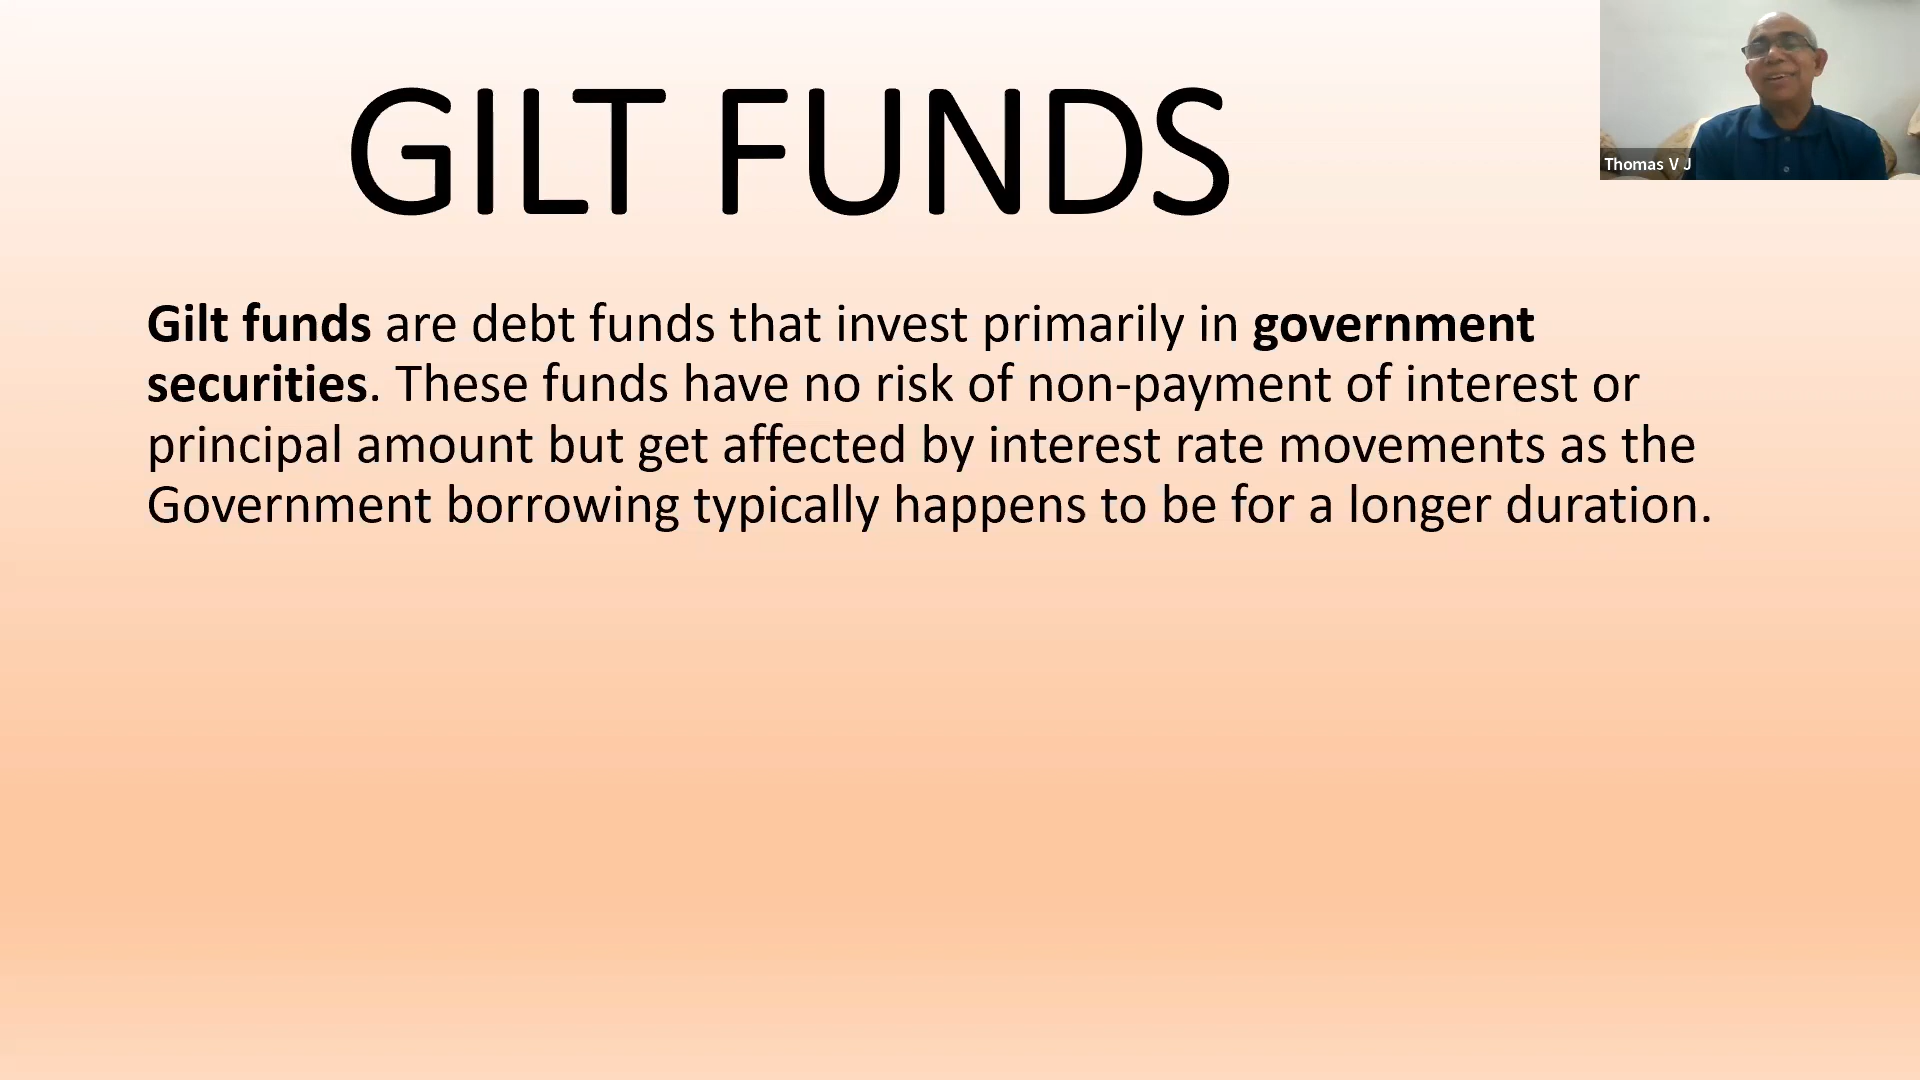 GILT FUNDS
Thomas V J
Gilt funds are debt funds that invest primarily in government
securities. These funds have no risk of non-payment of interest or
principal amount but get affected by interest rate movements as the
Government borrowing typically happens to be for a longer duration.